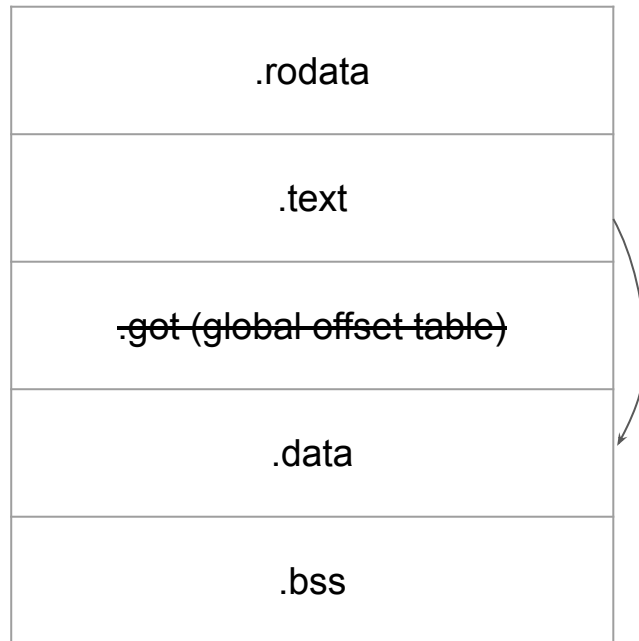 .rodata
.text
.got (global offset table)
.data
.bss